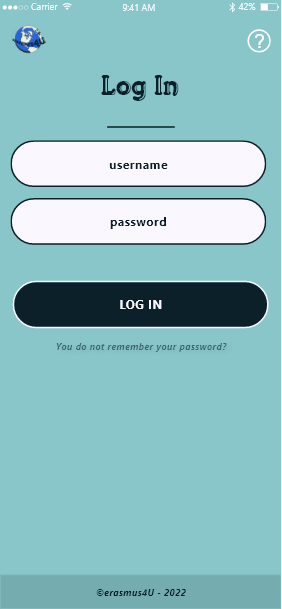 Carrier 9:41 AM 42%
4U
?
Log In
username
password
LOG IN
You do not remember your password?
©erasmus4U - 2022